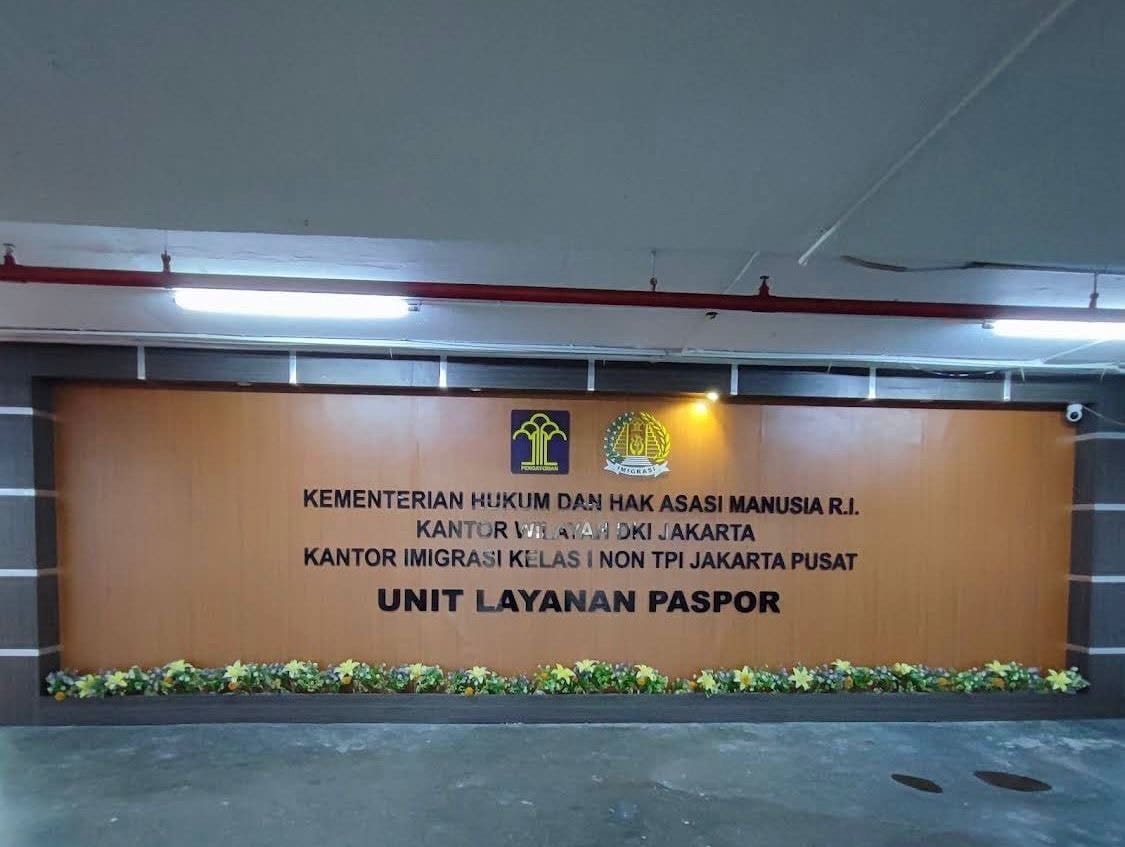 PENGAYOMAN
IMIGRASI
KEMENTERIAN HUKUM DAN HAK ASASI MANUSIA R.I.
KANTOR WILAYAH DKI JAKARTA
KANTOR IMIGRASI KELAS I NON TPI JAKARTA PUSAT
UNIT LAYANAN PASPOR